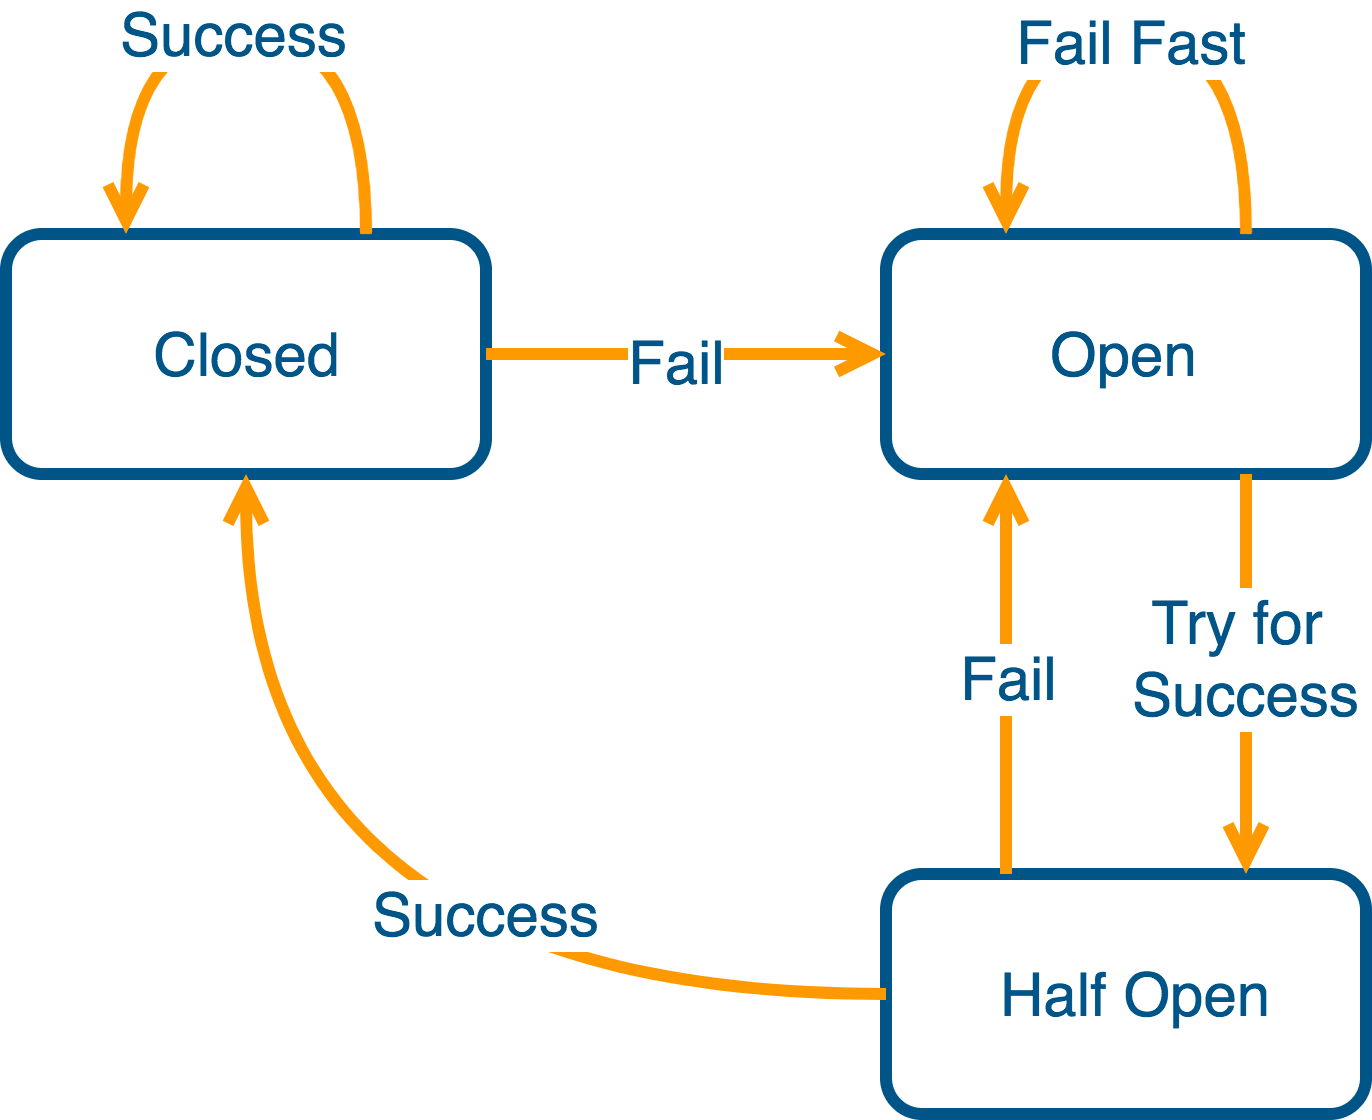 Success
Fail Fast
Closed
Fail
Open
Try for
Success
Fail
Success
Half Open